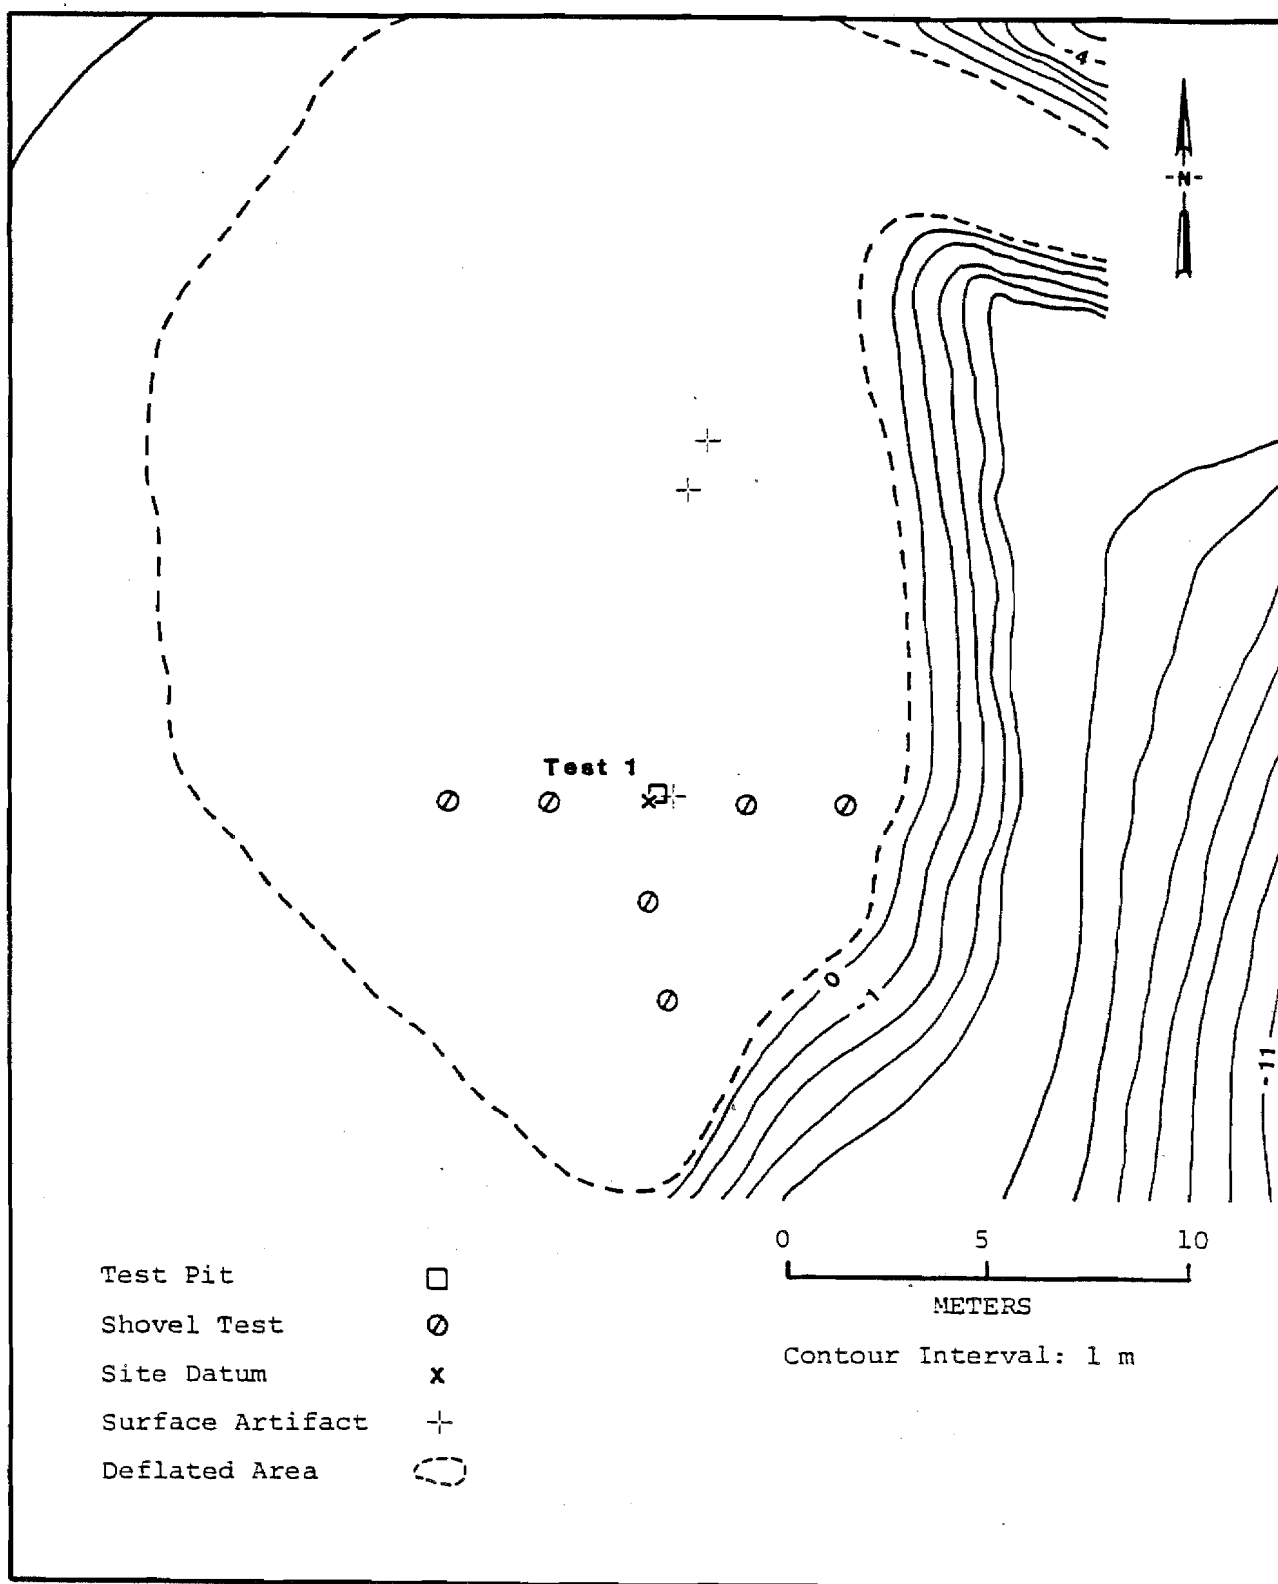 -4-
-N-
Test 1
0
-1
-11
0 5 10
METERS
Contour Interval: 1 m
Test Pit
Shovel Test
Site Datum x
Surface Artifact
Deflated Area